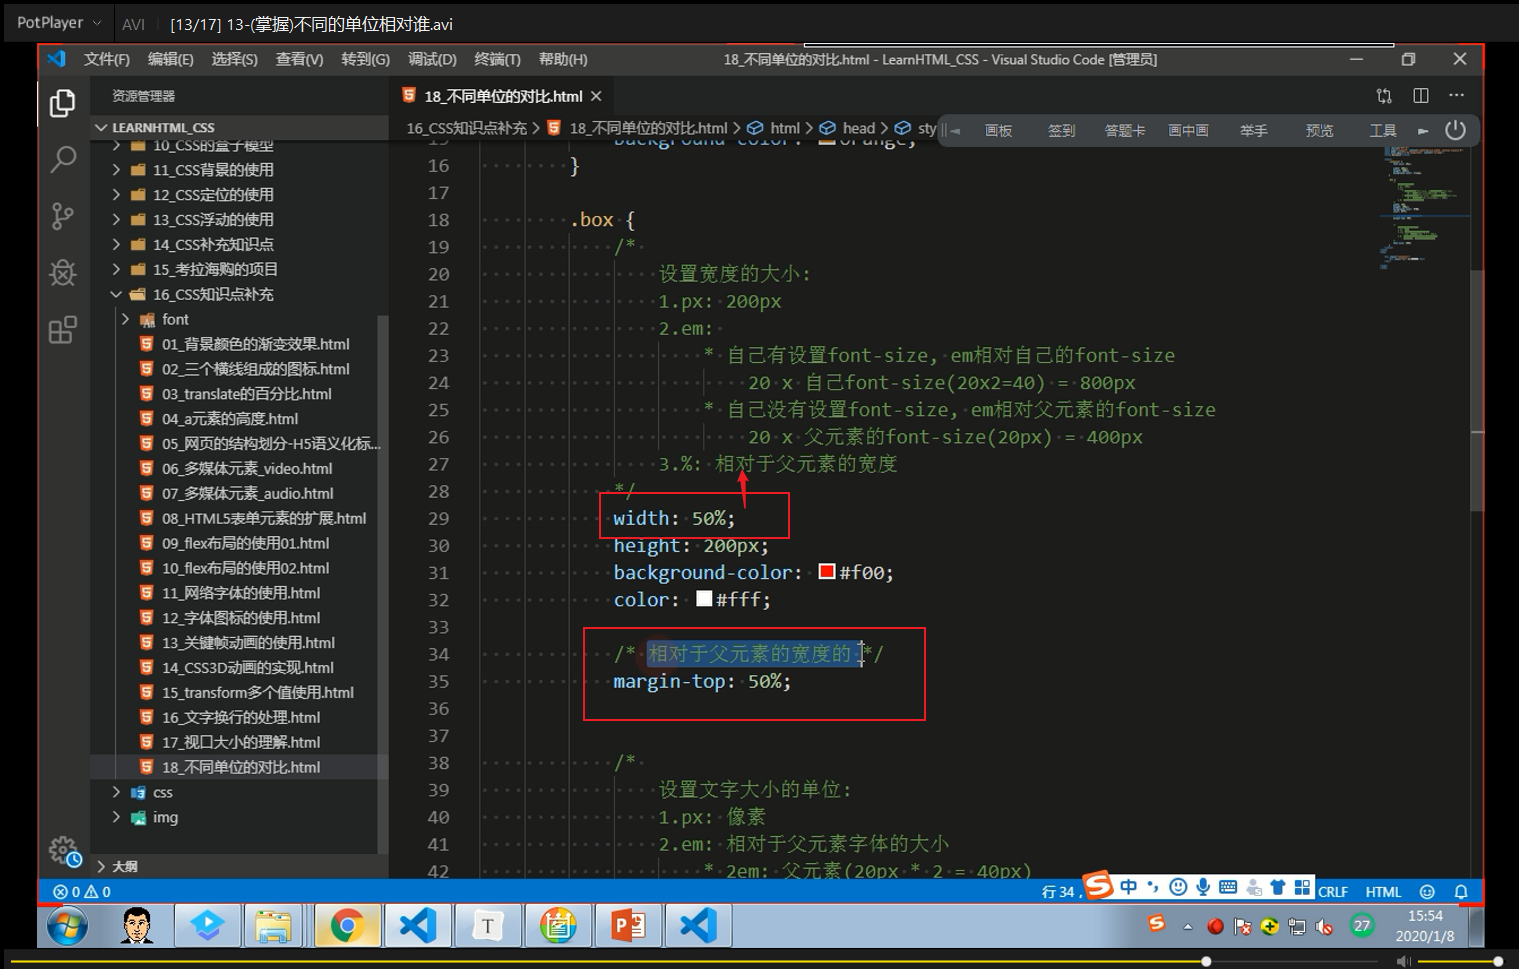 PotPlayer AVI [13/17] 13-(掌握)不同的单位相对谁.avi
文件(F) 编辑(E) 选择(S) 查看(V) 转到(G) 调试(D) 终端(T) 帮助(H) 18_不同单位的对比.html - LearnHTML_CSS - Visual Studio Code [管理员]
资源管理器
18_不同单位的对比.html
LEARNHTML_CSS
16_CSS知识点补充 > 18_不同单位的对比.html > html > head > sty
画板 签到 答题卡 画中画 举手 预览 工具
10_CSS的盒子模型
11_CSS背景的使用
12_CSS定位的使用
13_CSS浮动的使用
14_CSS补充知识点
15_考拉海购的项目
16_CSS知识点补充
font
01_背景颜色的渐变效果.html
02_三个横线组成的图标.html
03_translate的百分比.html
04_a元素的高度.html
05_网页的结构划分-H5语义化标...
06_多媒体元素_video.html
07_多媒体元素_audio.html
08_HTML5表单元素的扩展.html
09_flex布局的使用01.html
10_flex布局的使用02.html
11_网络字体的使用.html
12_字体图标的使用.html
13_关键帧动画的使用.html
14_CSS3D动画的实现.html
15_transform多个值使用.html
16_文字换行的处理.html
17_视口大小的理解.html
18_不同单位的对比.html
css
img
大纲
15 background-color: orange;
16 }
17
18 .box {
19 /*
20 设置宽度的大小:
21 1.px: 200px
22 2.em:
23 * 自己有设置font-size, em相对自己的font-size
24 20 x 自己font-size(20x2=40) = 800px
25 * 自己没有设置font-size, em相对父元素的font-size
26 20 x 父元素的font-size(20px) = 400px
27 3.%: 相对于父元素的宽度
28 */
29 width: 50%;
30 height: 200px;
31 background-color: #f00;
32 color: #fff;
33
34 /* 相对于父元素的宽度的 */
35 margin-top: 50%;
36
37
38 /*
39 设置文字大小的单位:
40 1.px: 像素
41 2.em: 相对于父元素字体的大小
42 * 2em: 父元素(20px * 2 = 40px)
0 0 行 34 , 中 CRLF HTML
T 27 15:54
2020/1/8